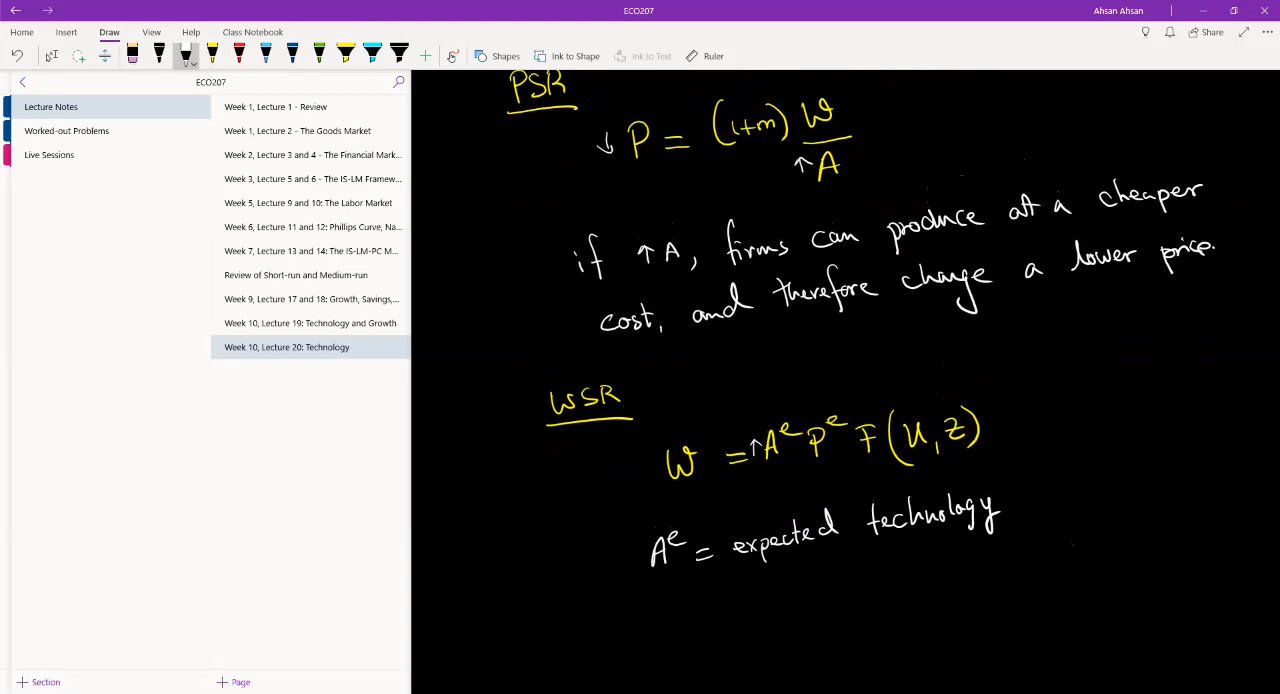 ECO207
Ahsan Ahsan
Home Insert Draw View Help Class Notebook
Share
Shapes Ink to Shape Ink to Text Ruler
ECO207
Lecture Notes
Worked-out Problems
Live Sessions
Week 1, Lecture 1 - Review
Week 1, Lecture 2 - The Goods Market
Week 2, Lecture 3 and 4 - The Financial Mark...
Week 3, Lecture 5 and 6 - The IS-LM Framew...
Week 5, Lecture 9 and 10: The Labor Market
Week 6, Lecture 11 and 12: Phillips Curve, Na...
Week 7, Lecture 13 and 14: The IS-LM-PC M...
Review of Short-run and Medium-run
Week 9, Lecture 17 and 18: Growth, Savings,...
Week 10, Lecture 19: Technology and Growth
Week 10, Lecture 20: Technology
+ Section
+ Page
PSR
↓ P = (1+m) W / ↑ A
if ↑ A, firms can produce at a cheaper
cost, and therefore charge a lower price.
WSR
W = ↑ A^e P^e F(u, z)
A^e = expected technology